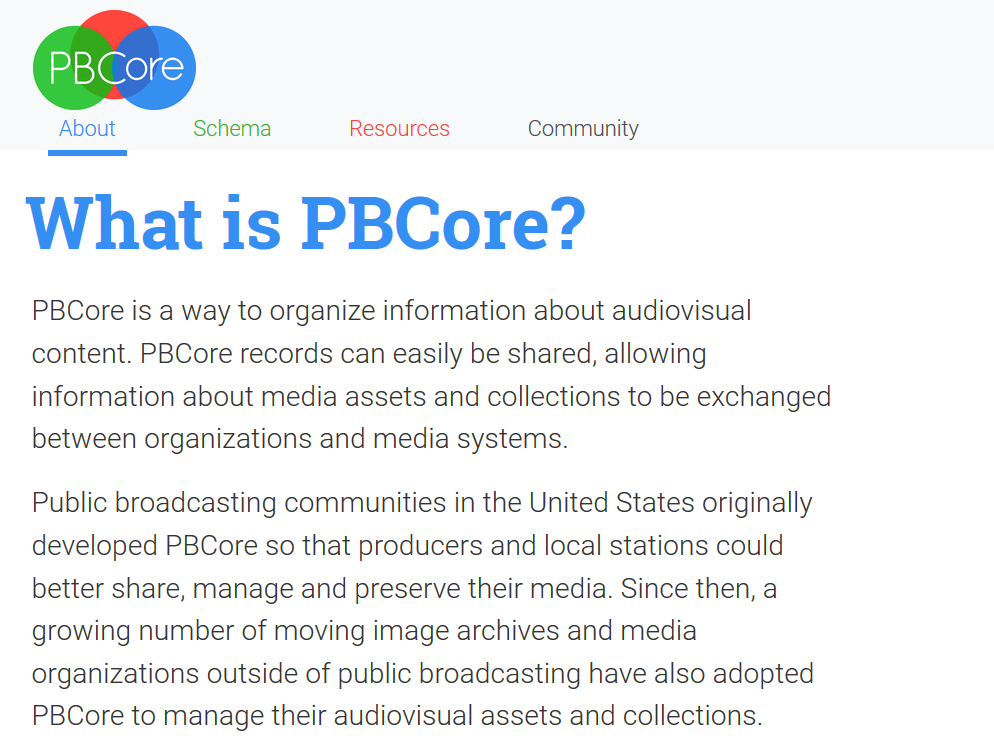 PBCore
About Schema Resources Community
What is PBCore?
PBCore is a way to organize information about audiovisual
content. PBCore records can easily be shared, allowing
information about media assets and collections to be exchanged
between organizations and media systems.
Public broadcasting communities in the United States originally
developed PBCore so that producers and local stations could
better share, manage and preserve their media. Since then, a
growing number of moving image archives and media
organizations outside of public broadcasting have also adopted
PBCore to manage their audiovisual assets and collections.